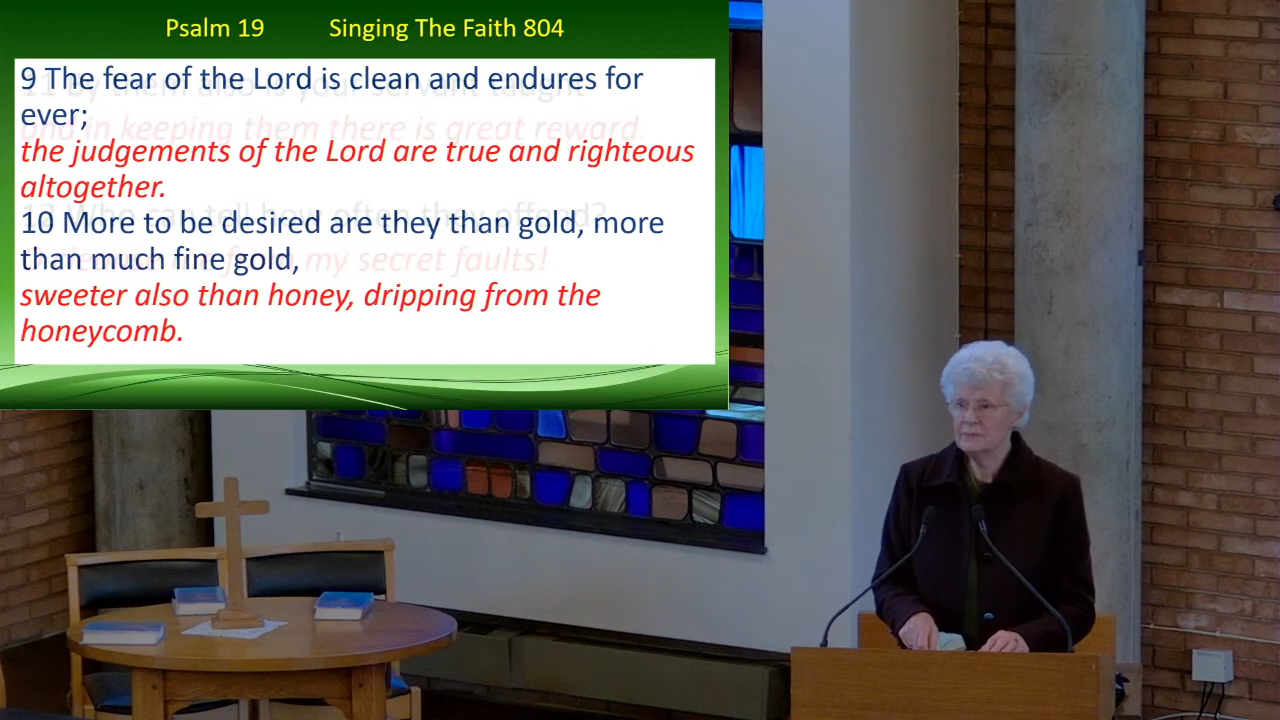 Psalm 19 Singing The Faith 804
9 The fear of the Lord is clean and endures for
ever;
the judgements of the Lord are true and righteous
altogether.
10 More to be desired are they than gold, more
than much fine gold,
sweeter also than honey, dripping from the
honeycomb.